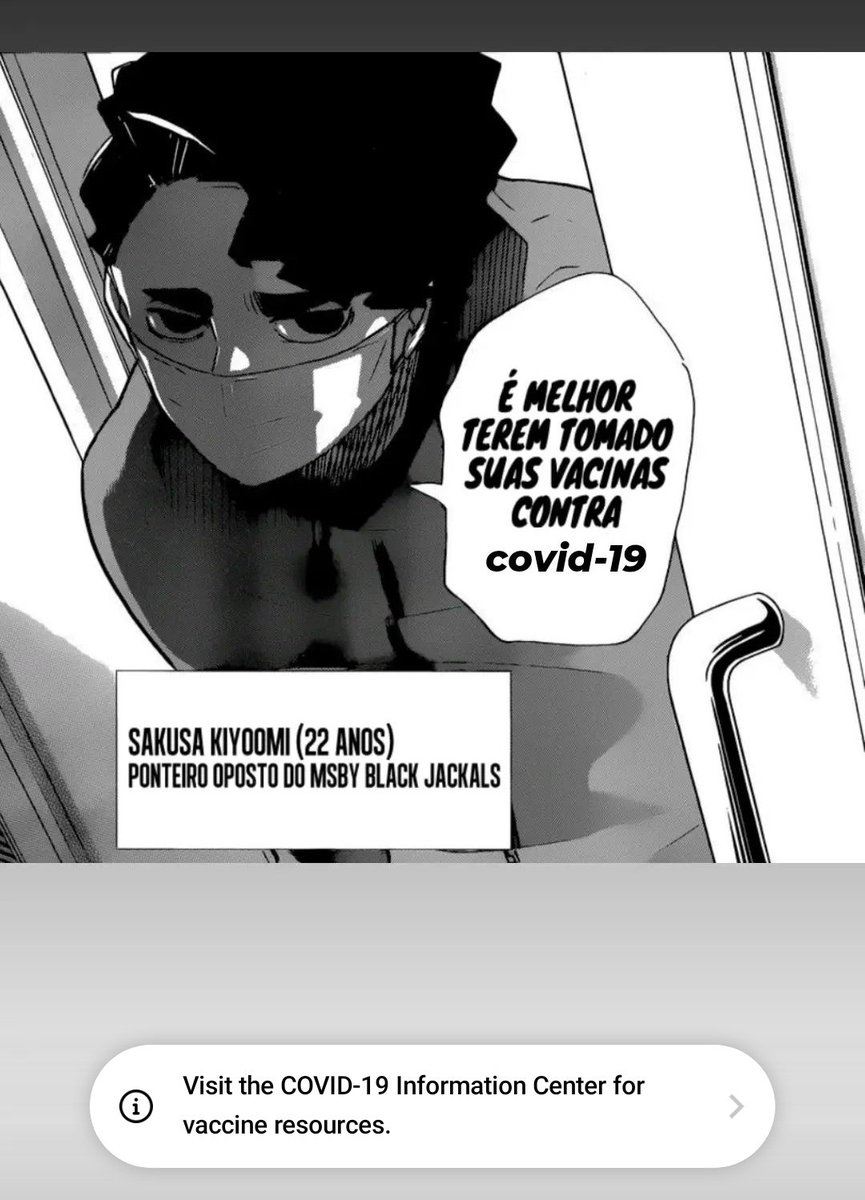 É MELHOR
TEREM TOMADO
SUAS VACINAS
CONTRA
covid-19
SAKUSA KIYOOMI (22 ANOS)
PONTEIRO OPOSTO DO MSBY BLACK JACKALS
Visit the COVID-19 Information Center for
vaccine resources.